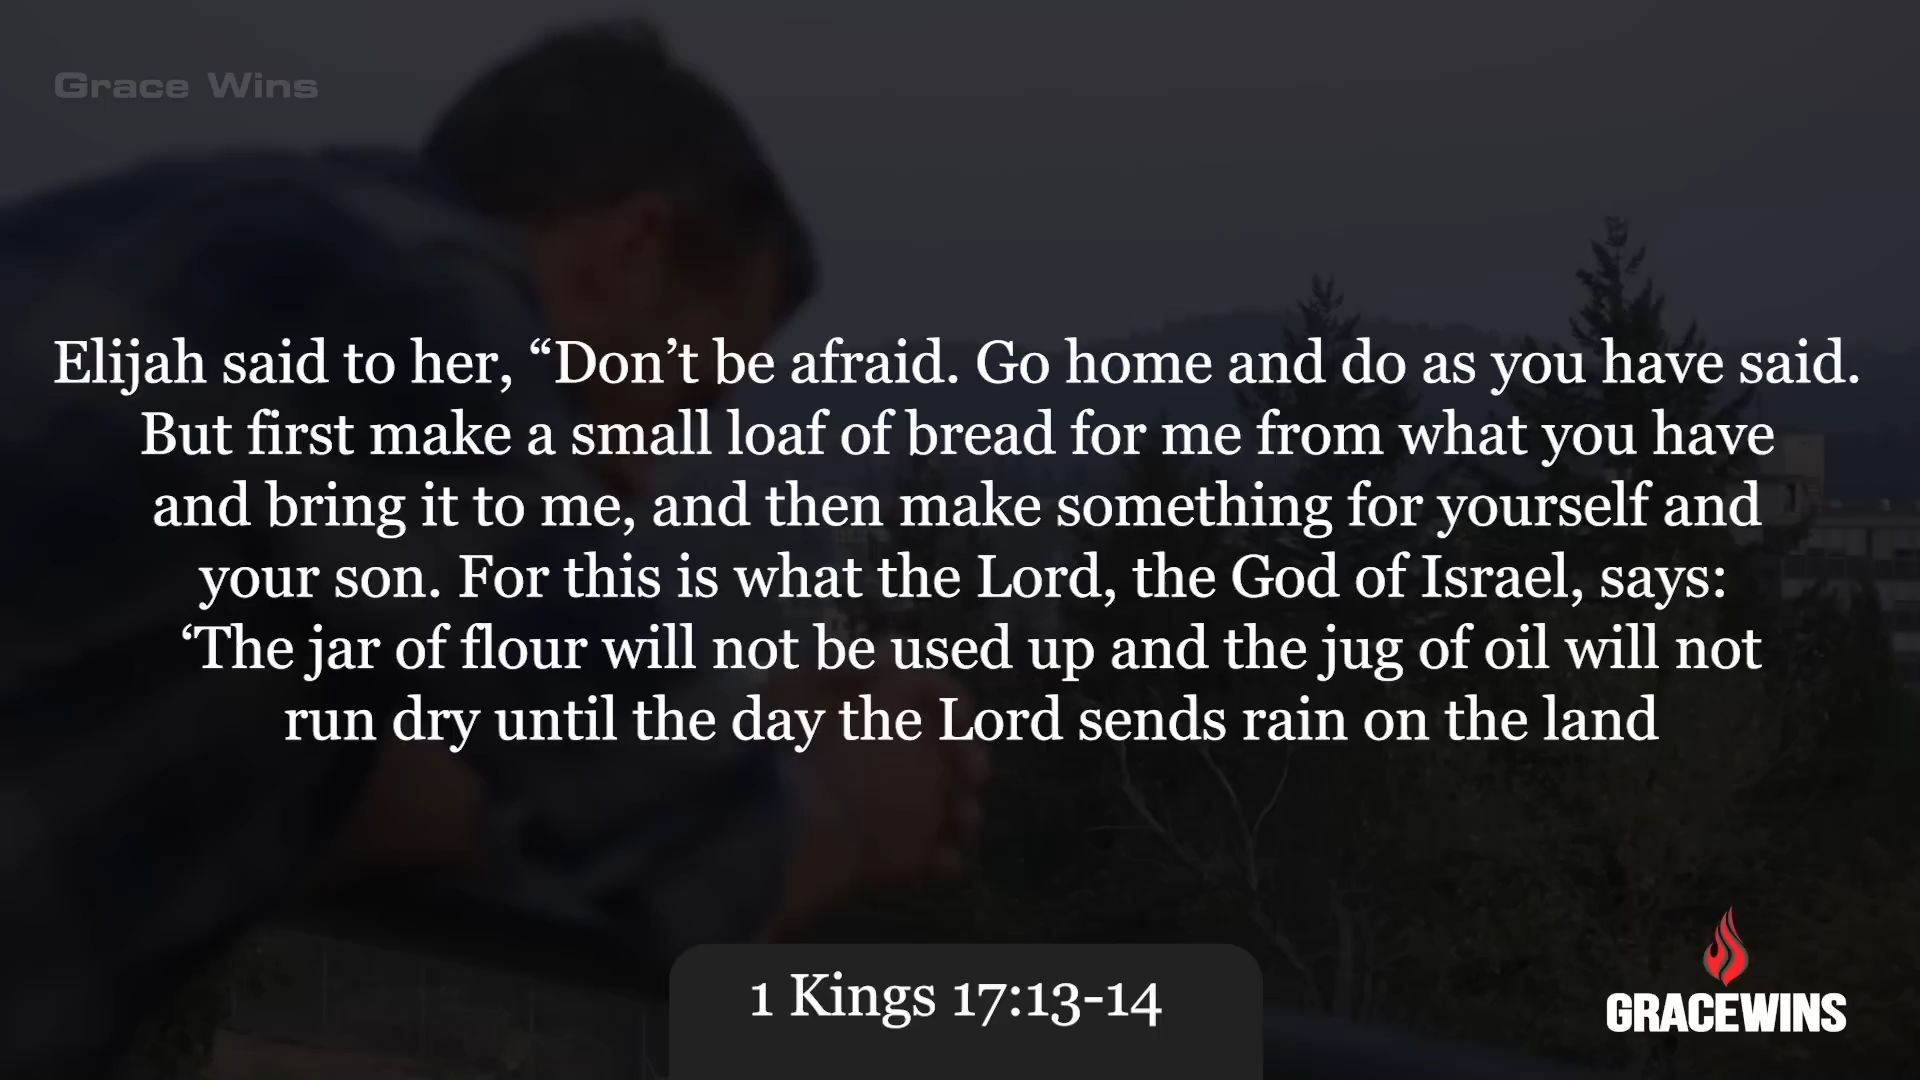 Grace Wins
Elijah said to her, “Don’t be afraid. Go home and do as you have said.
But first make a small loaf of bread for me from what you have
and bring it to me, and then make something for yourself and
your son. For this is what the Lord, the God of Israel, says:
‘The jar of flour will not be used up and the jug of oil will not
run dry until the day the Lord sends rain on the land
1 Kings 17:13-14
GRACEWINS